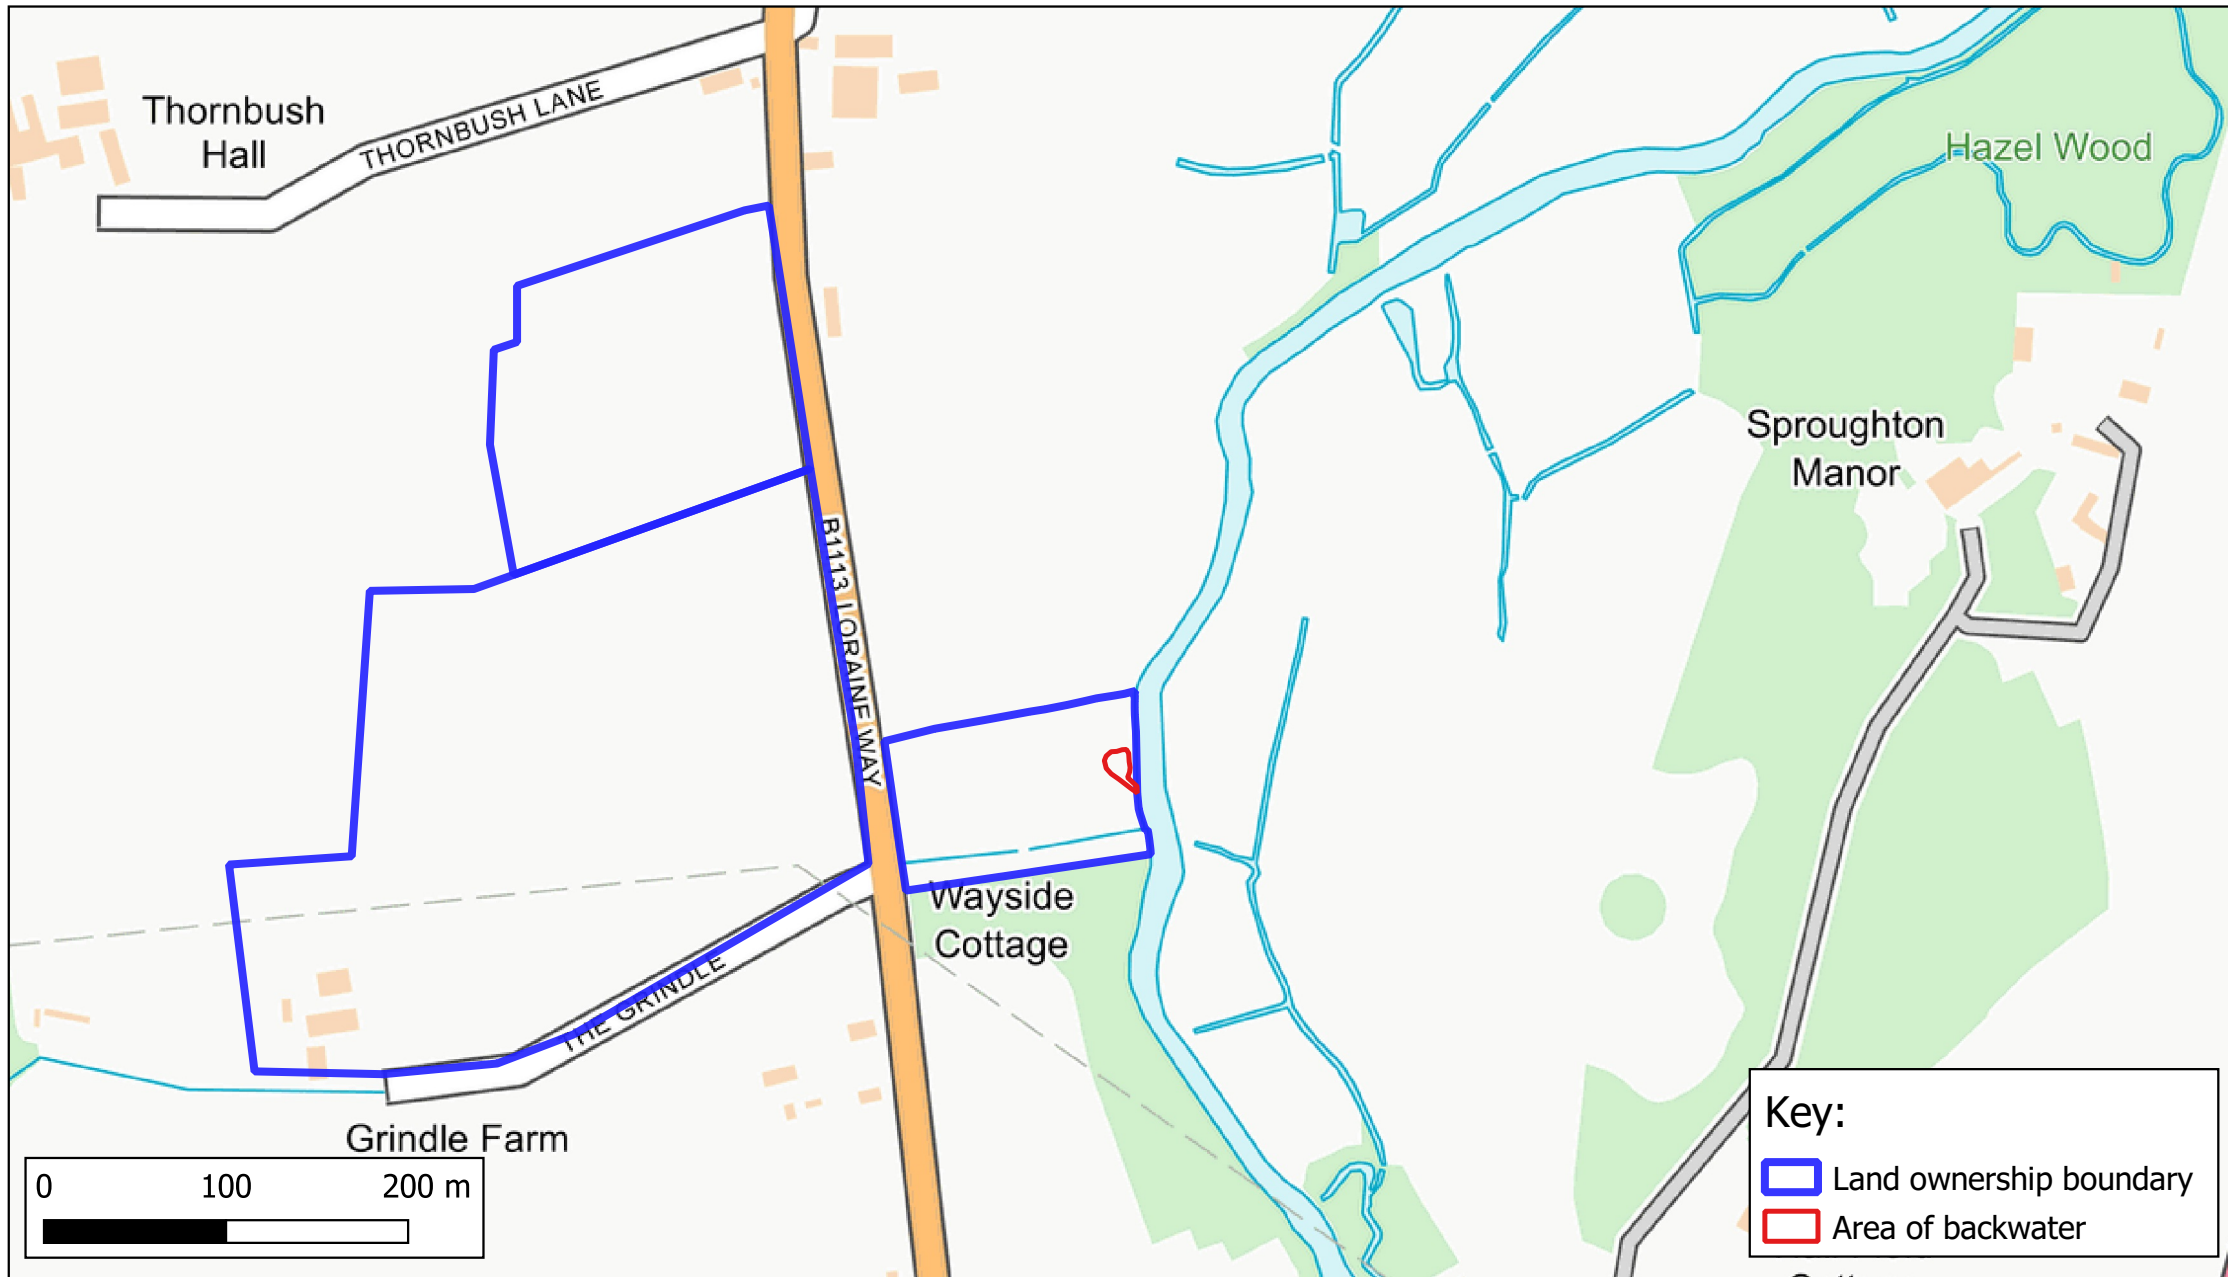 Thornbush
Hall
THORNBUSH LANE
Hazel Wood
Sproughton
Manor
B1113 LORAINE WAY
Wayside
Cottage
THE GRINDLE
Grindle Farm
0 100 200 m
Key:
Land ownership boundary
Area of backwater